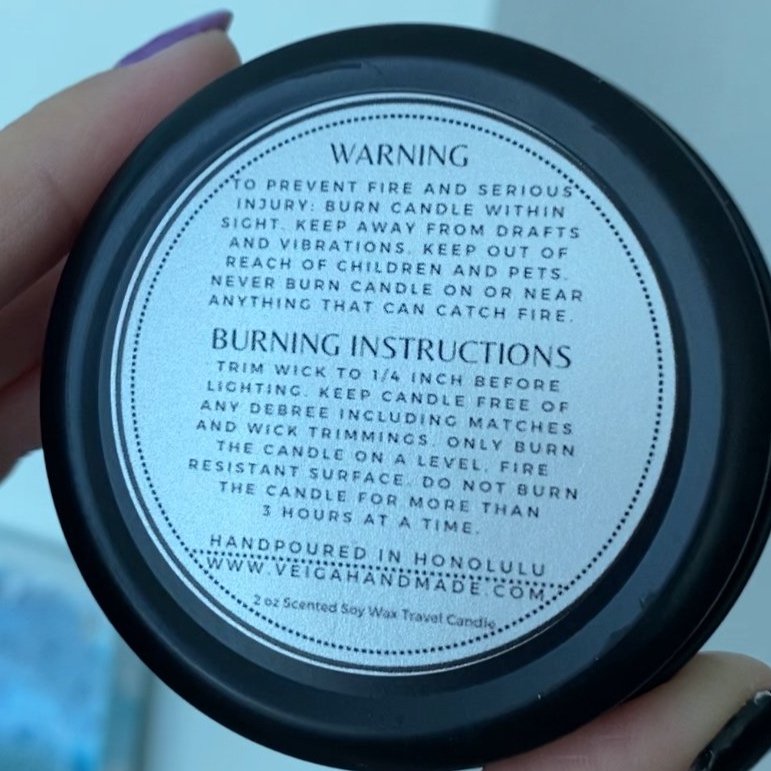 WARNING
TO PREVENT FIRE AND SERIOUS
INJURY: BURN CANDLE WITHIN
SIGHT. KEEP AWAY FROM DRAFTS
AND VIBRATIONS. KEEP OUT OF
REACH OF CHILDREN AND PETS.
NEVER BURN CANDLE ON OR NEAR
ANYTHING THAT CAN CATCH FIRE.
BURNING INSTRUCTIONS
TRIM WICK TO 1/4 INCH BEFORE
LIGHTING. KEEP CANDLE FREE OF
ANY DEBREE INCLUDING MATCHES
AND WICK TRIMMINGS. ONLY BURN
THE CANDLE ON A LEVEL, FIRE
RESISTANT SURFACE. DO NOT BURN
THE CANDLE FOR MORE THAN
3 HOURS AT A TIME.
HANDPOURED IN HONOLULU
WWW.VEIGAHANDMADE.COM
2 oz Scented Soy Wax Travel Candle